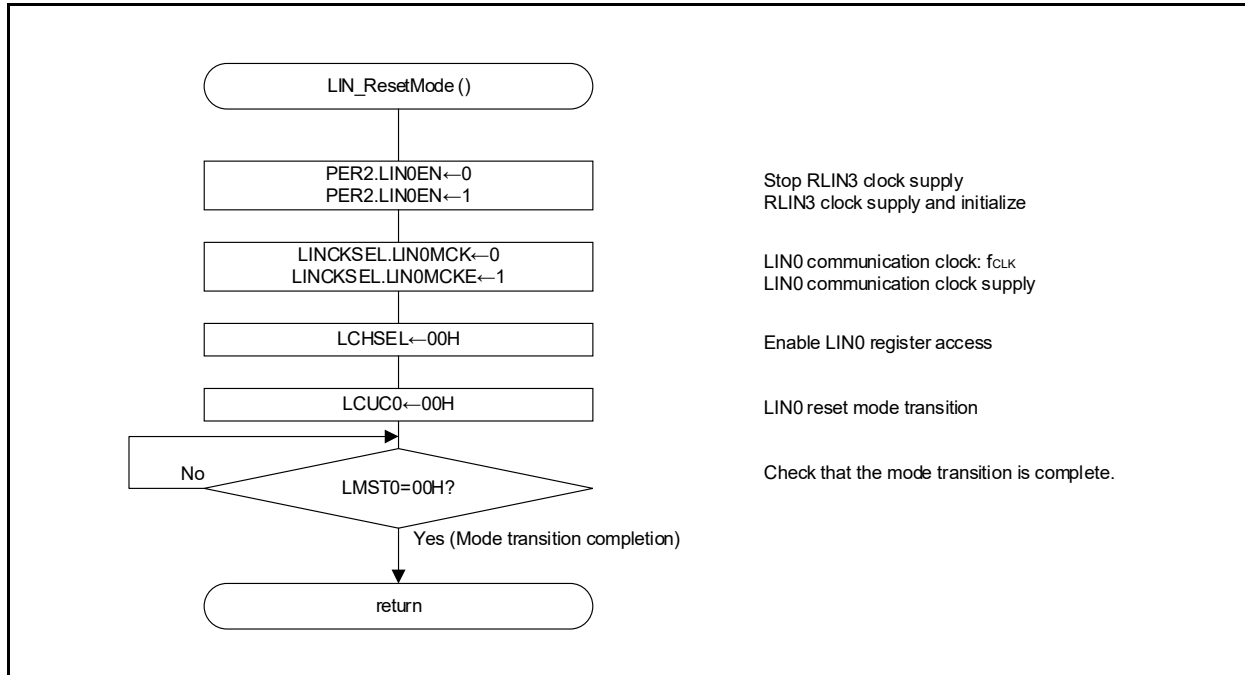 LIN_ResetMode ()
PER2.LIN0EN←0
PER2.LIN0EN←1
Stop RLIN3 clock supply
RLIN3 clock supply and initialize
LINCKSEL.LIN0MCK←0
LINCKSEL.LIN0MCKE←1
LIN0 communication clock: fCLK
LIN0 communication clock supply
LCHSEL←00H
Enable LIN0 register access
LCUC0←00H
LIN0 reset mode transition
No
LMST0=00H?
Check that the mode transition is complete.
Yes (Mode transition completion)
return